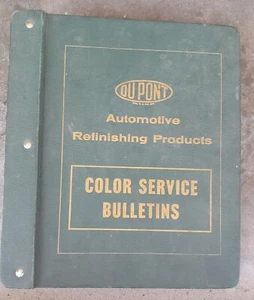 DU PONT
Automotive
Refinishing Products
COLOR SERVICE
BULLETINS